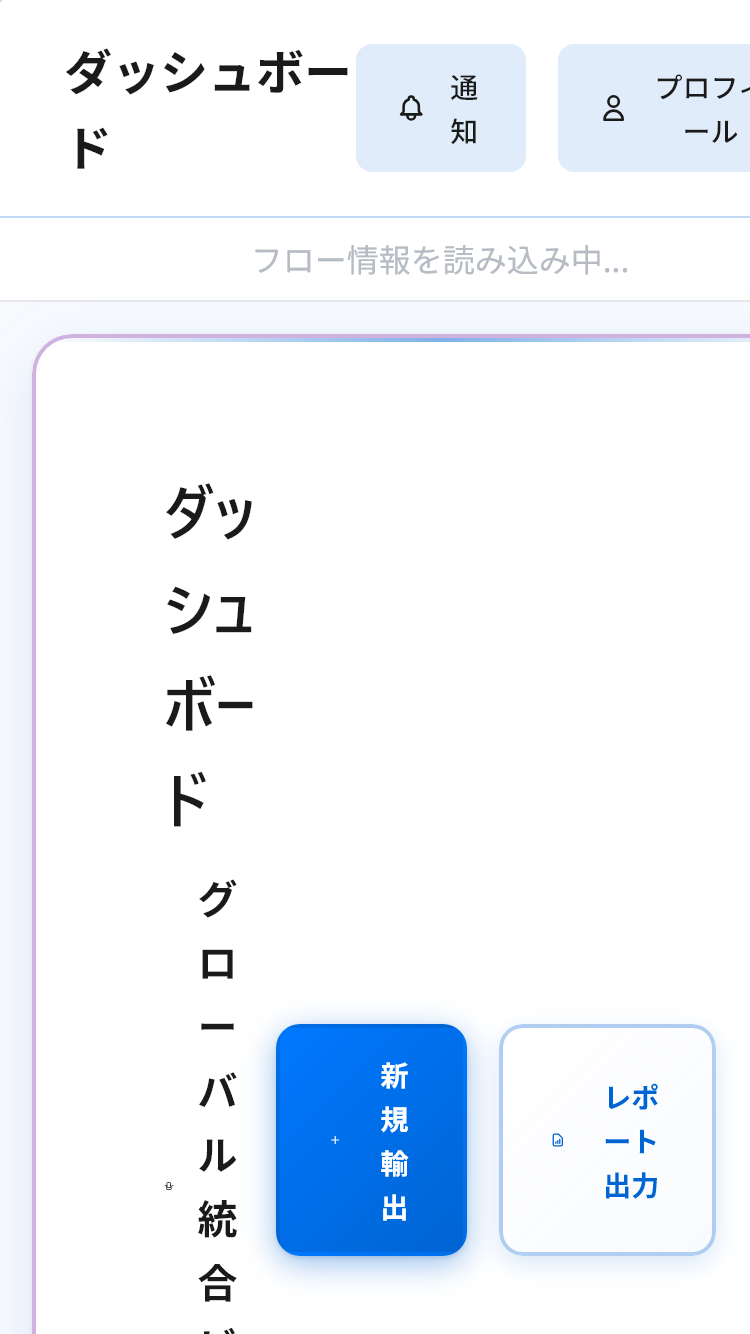 ダッシュボー
ド
通
知
プロフィ
ール
フロー情報を読み込み中...
ダッ
シュ
ボー
ド
グ
ロ
ー
バ
ル
統
合
新
規
輸
出
レポ
ート
出力